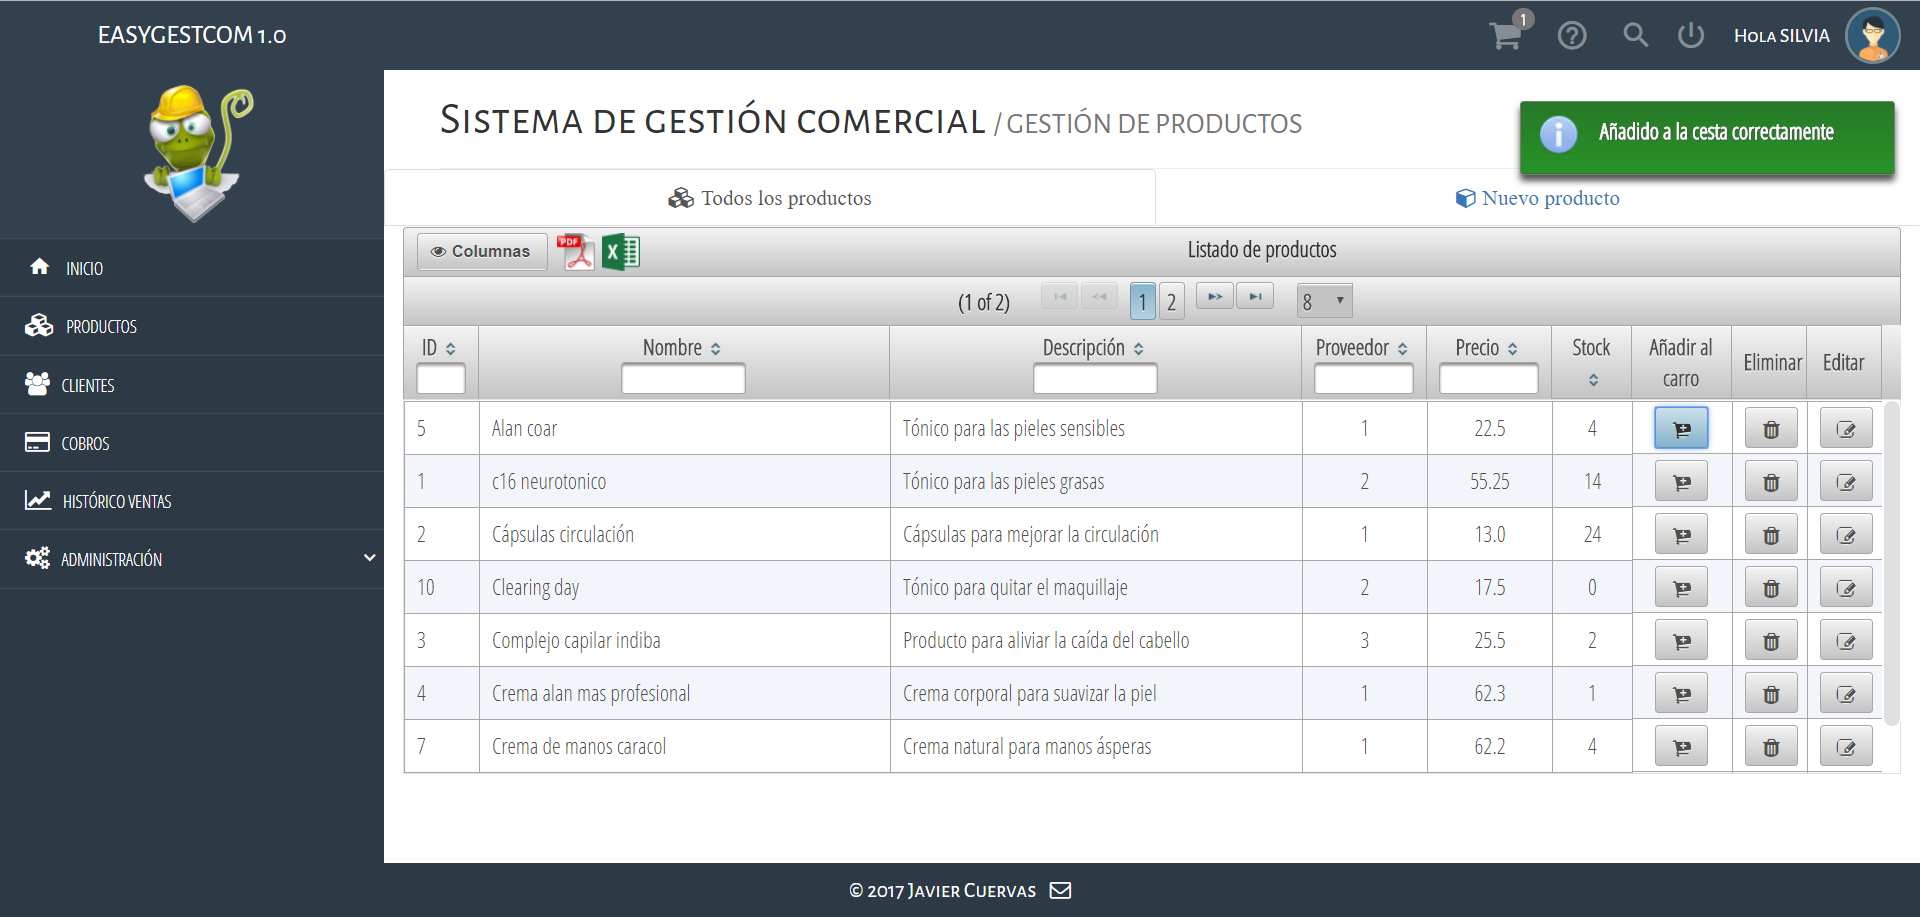 EASYGESTCOM 1.0
1
Hola SILVIA
Sistema de gestión comercial / GESTIÓN DE PRODUCTOS
Añadido a la cesta correctamente
Todos los productos
Nuevo producto
INICIO
PRODUCTOS
CLIENTES
COBROS
HISTÓRICO VENTAS
ADMINISTRACIÓN
Columnas
PDF
X
Listado de productos
(1 of 2) 1 2 8
ID Nombre Descripción Proveedor Precio Stock Añadir al carro Eliminar Editar
5 Alan coar Tónico para las pieles sensibles 1 22.5 4
1 c16 neurotonico Tónico para las pieles grasas 2 55.25 14
2 Cápsulas circulación Cápsulas para mejorar la circulación 1 13.0 24
10 Clearing day Tónico para quitar el maquillaje 2 17.5 0
3 Complejo capilar indiba Producto para aliviar la caída del cabello 3 25.5 2
4 Crema alan mas profesional Crema corporal para suavizar la piel 1 62.3 1
7 Crema de manos caracol Crema natural para manos ásperas 1 62.2 4
© 2017 Javier Cuervas